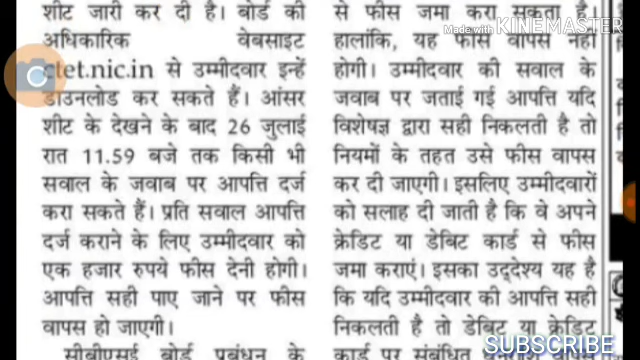 शीट जारी कर दी है। बोर्ड की
अधिकारिक वेबसाइट
ctet.nic.in से उम्मीदवार इन्हें
डाउनलोड कर सकते हैं। आंसर
शीट के देखने के बाद 26 जुलाई
रात 11.59 बजे तक किसी भी
सवाल के जवाब पर आपत्ति दर्ज
करा सकते हैं। प्रति सवाल आपत्ति
दर्ज कराने के लिए उम्मीदवार को
एक हजार रुपये फीस देनी होगी।
आपत्ति सही पाए जाने पर फीस
वापस हो जाएगी।
सीबीएसई बोर्ड प्रबंधन के
से फीस जमा करा सकता है।
हालांकि, यह फीस वापस नहीं
होगी। उम्मीदवार की सवाल के
जवाब पर जताई गई आपत्ति यदि
विशेषज्ञ द्वारा सही निकलती है तो
नियमों के तहत उसे फीस वापस
कर दी जाएगी। इसलिए उम्मीदवारों
को सलाह दी जाती है कि वे अपने
क्रेडिट या डेबिट कार्ड से फीस
जमा कराएं। इसका उद्देश्य यह है
कि यदि उम्मीदवार की आपत्ति सही
निकलती है तो डेबिट या क्रेडिट
कार्ड पर संबंधित
Made with KINEMASTER
SUBSCRIBE